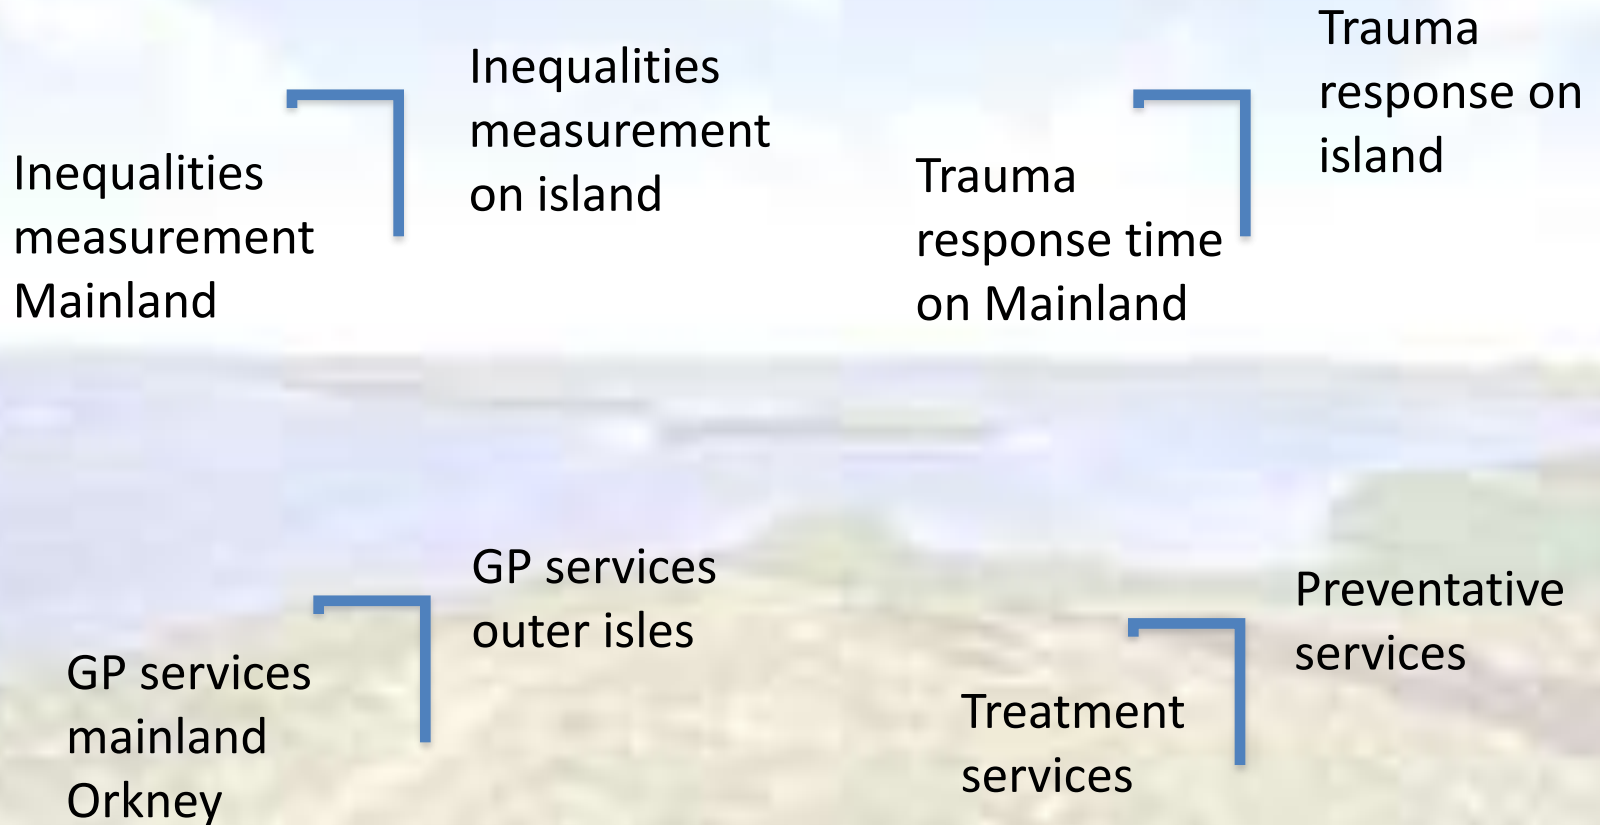 Inequalities
measurement
Mainland
Inequalities
measurement
on island
Trauma
response time
on Mainland
Trauma
response on
island
GP services
mainland
Orkney
GP services
outer isles
Treatment
services
Preventative
services